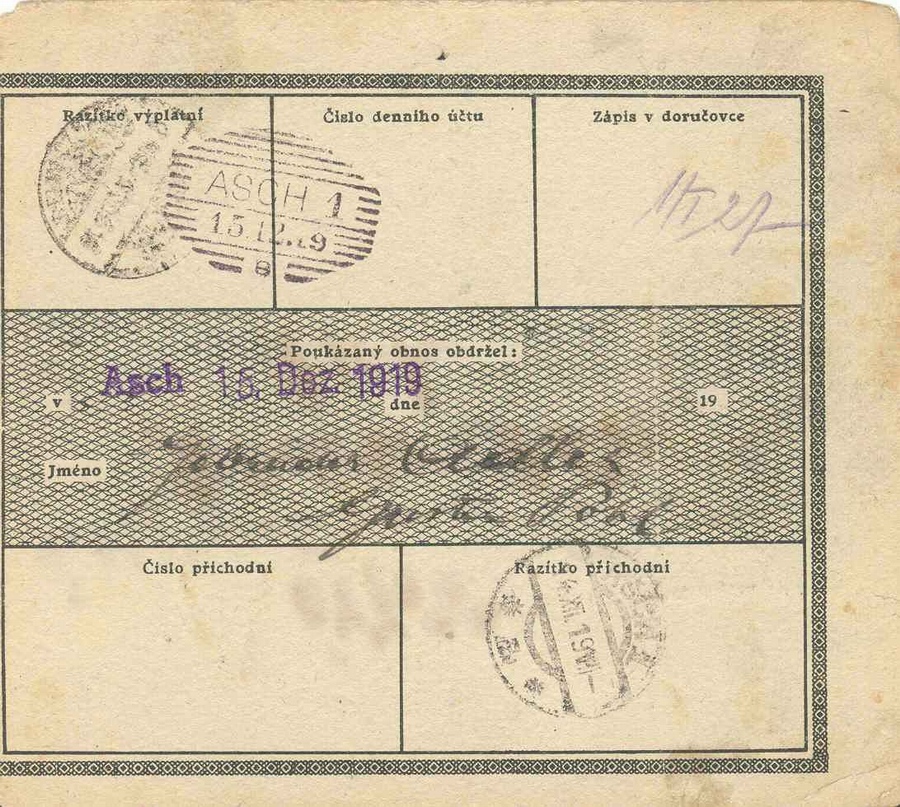 Razítko výplatní
Číslo denního účtu
Zápis v doručovce
ASCH 1
15.12.19
8
Poukázaný obnos obdržel:
Asch 15. Dez. 1919
v
dne
19
Jméno
Číslo příchodní
Razítko příchodní